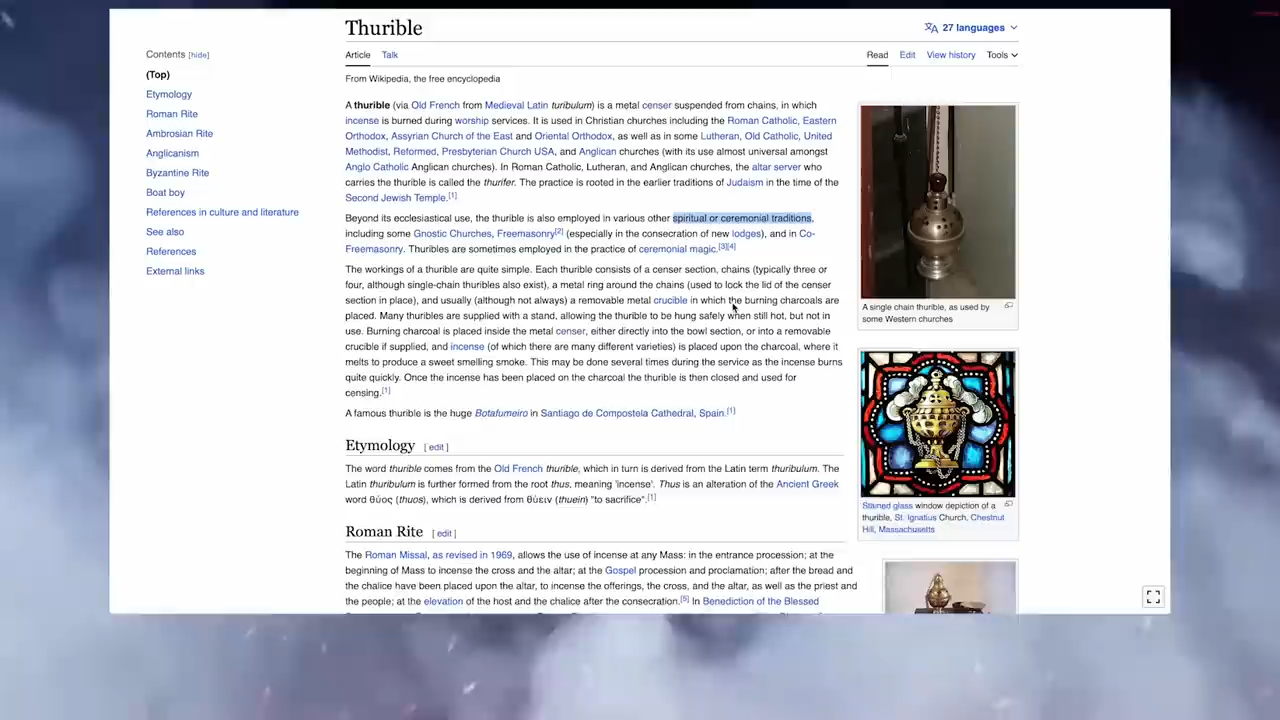 Thurible
27 languages
Contents [hide]
(Top)
Etymology
Roman Rite
Ambrosian Rite
Anglicanism
Byzantine Rite
Boat boy
References in culture and literature
See also
References
External links
Article Talk
Read Edit View history Tools
From Wikipedia, the free encyclopedia
A thurible (via Old French from Medieval Latin turibulum) is a metal censer suspended from chains, in which
incense is burned during worship services. It is used in Christian churches including the Roman Catholic, Eastern
Orthodox, Assyrian Church of the East and Oriental Orthodox, as well as in some Lutheran, Old Catholic, United
Methodist, Reformed, Presbyterian Church USA, and Anglican churches (with its use almost universal amongst
Anglo Catholic Anglican churches). In Roman Catholic, Lutheran, and Anglican churches, the altar server who
carries the thurible is called the thurifer. The practice is rooted in the earlier traditions of Judaism in the time of the
Second Jewish Temple.[1]
Beyond its ecclesiastical use, the thurible is also employed in various other spiritual or ceremonial traditions,
including some Gnostic Churches, Freemasonry[2] (especially in the consecration of new lodges), and in Co-
Freemasonry. Thuribles are sometimes employed in the practice of ceremonial magic.[3][4]
The workings of a thurible are quite simple. Each thurible consists of a censer section, chains (typically three or
four, although single-chain thuribles also exist), a metal ring around the chains (used to lock the lid of the censer
section in place), and usually (although not always) a removable metal crucible in which the burning charcoals are
placed. Many thuribles are supplied with a stand, allowing the thurible to be hung safely when still hot, but not in
use. Burning charcoal is placed inside the metal censer, either directly into the bowl section, or into a removable
crucible if supplied, and incense (of which there are many different varieties) is placed upon the charcoal, where it
melts to produce a sweet smelling smoke. This may be done several times during the service as the incense burns
quite quickly. Once the incense has been placed on the charcoal the thurible is then closed and used for
censing.[1]
A famous thurible is the huge Botafumeiro in Santiago de Compostela Cathedral, Spain.[1]
Etymology [ edit ]
The word thurible comes from the Old French thurible, which in turn is derived from the Latin term thuribulum. The
Latin thuribulum is further formed from the root thus, meaning 'incense'. Thus is an alteration of the Ancient Greek
word θύος (thuos), which is derived from θύειν (thuein) "to sacrifice".[1]
Roman Rite [ edit ]
The Roman Missal, as revised in 1969, allows the use of incense at any Mass: in the entrance procession; at the
beginning of Mass to incense the cross and the altar; at the Gospel procession and proclamation; after the bread and
the chalice have been placed upon the altar, to incense the offerings, the cross, and the altar, as well as the priest and
the people; at the elevation of the host and the chalice after the consecration.[5] In Benediction of the Blessed
A single chain thurible, as used by
some Western churches
Stained glass window depiction of a
thurible, St. Ignatius Church, Chestnut
Hill, Massachusetts